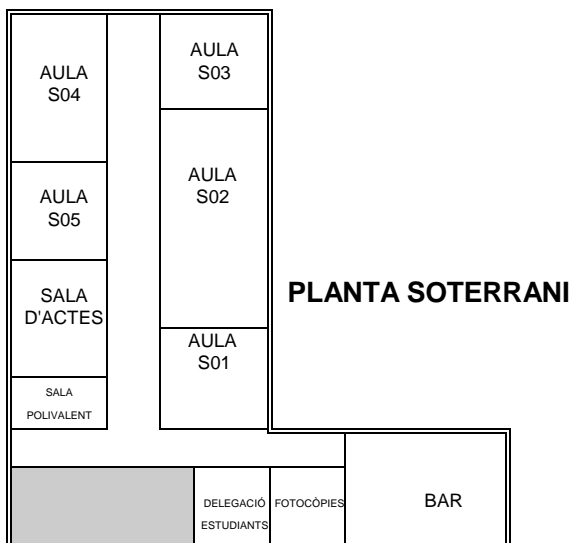 AULA
S04
AULA
S03
AULA
S05
AULA
S02
SALA
D'ACTES
AULA
S01
SALA
POLIVALENT
PLANTA SOTERRANI
DELEGACIÓ
ESTUDIANTS
FOTOCÒPIES
BAR